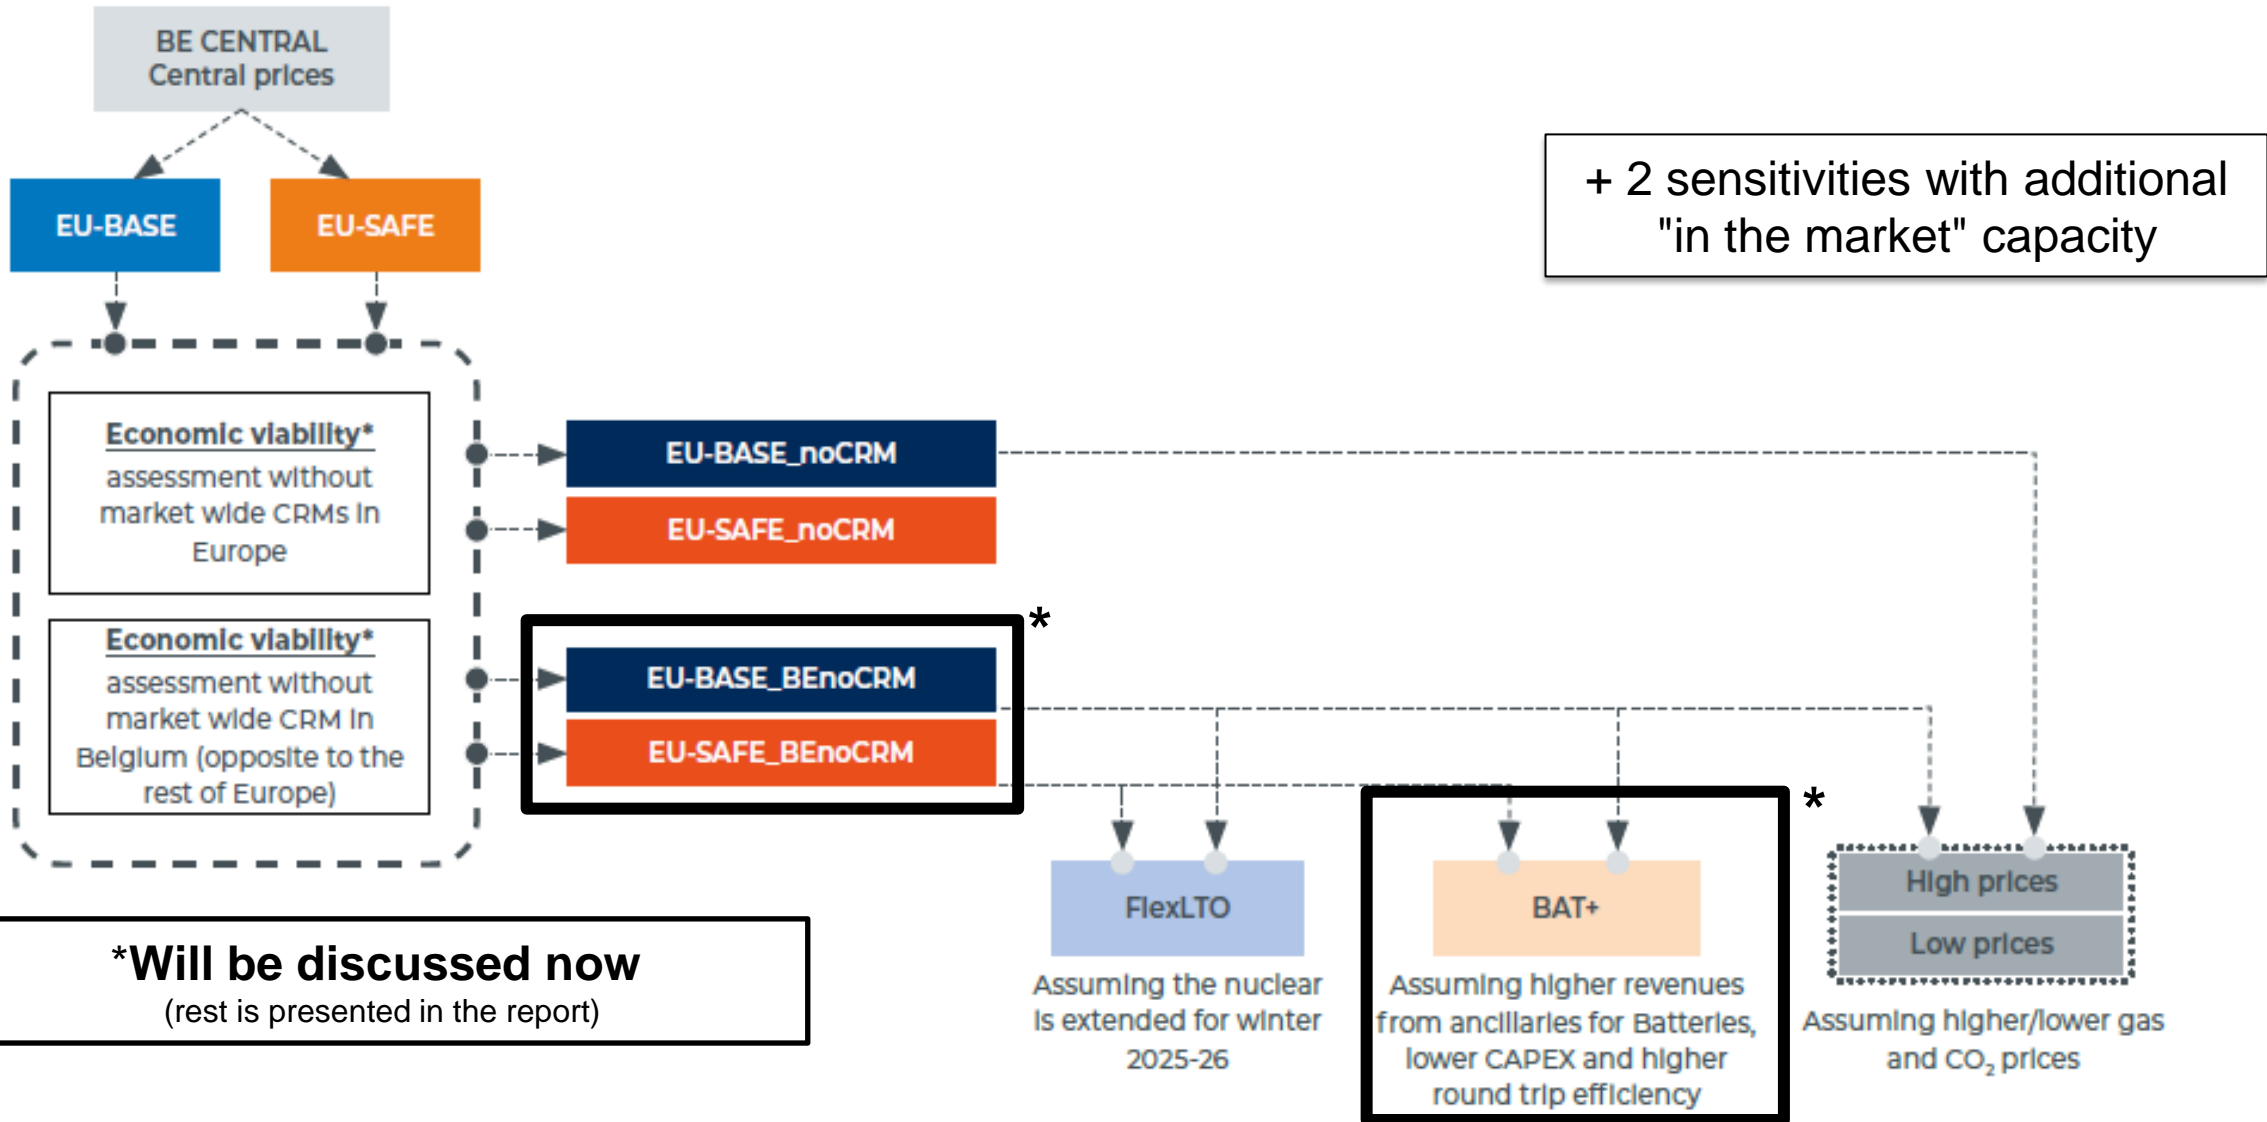 BE CENTRAL
Central prices
EU-BASE
EU-SAFE
+ 2 sensitivities with additional
"in the market" capacity
Economic viability*
assessment without
market wide CRMs in
Europe
EU-BASE_noCRM
EU-SAFE_noCRM
Economic viability*
assessment without
market wide CRM in
Belgium (opposite to the
rest of Europe)
*
EU-BASE_BEnoCRM
EU-SAFE_BEnoCRM
*
FlexLTO
Assuming the nuclear
is extended for winter
2025-26
BAT+
Assuming higher revenues
from ancillaries for Batteries,
lower CAPEX and higher
round trip efficiency
High prices
Low prices
Assuming higher/lower gas
and CO₂ prices
*Will be discussed now
(rest is presented in the report)